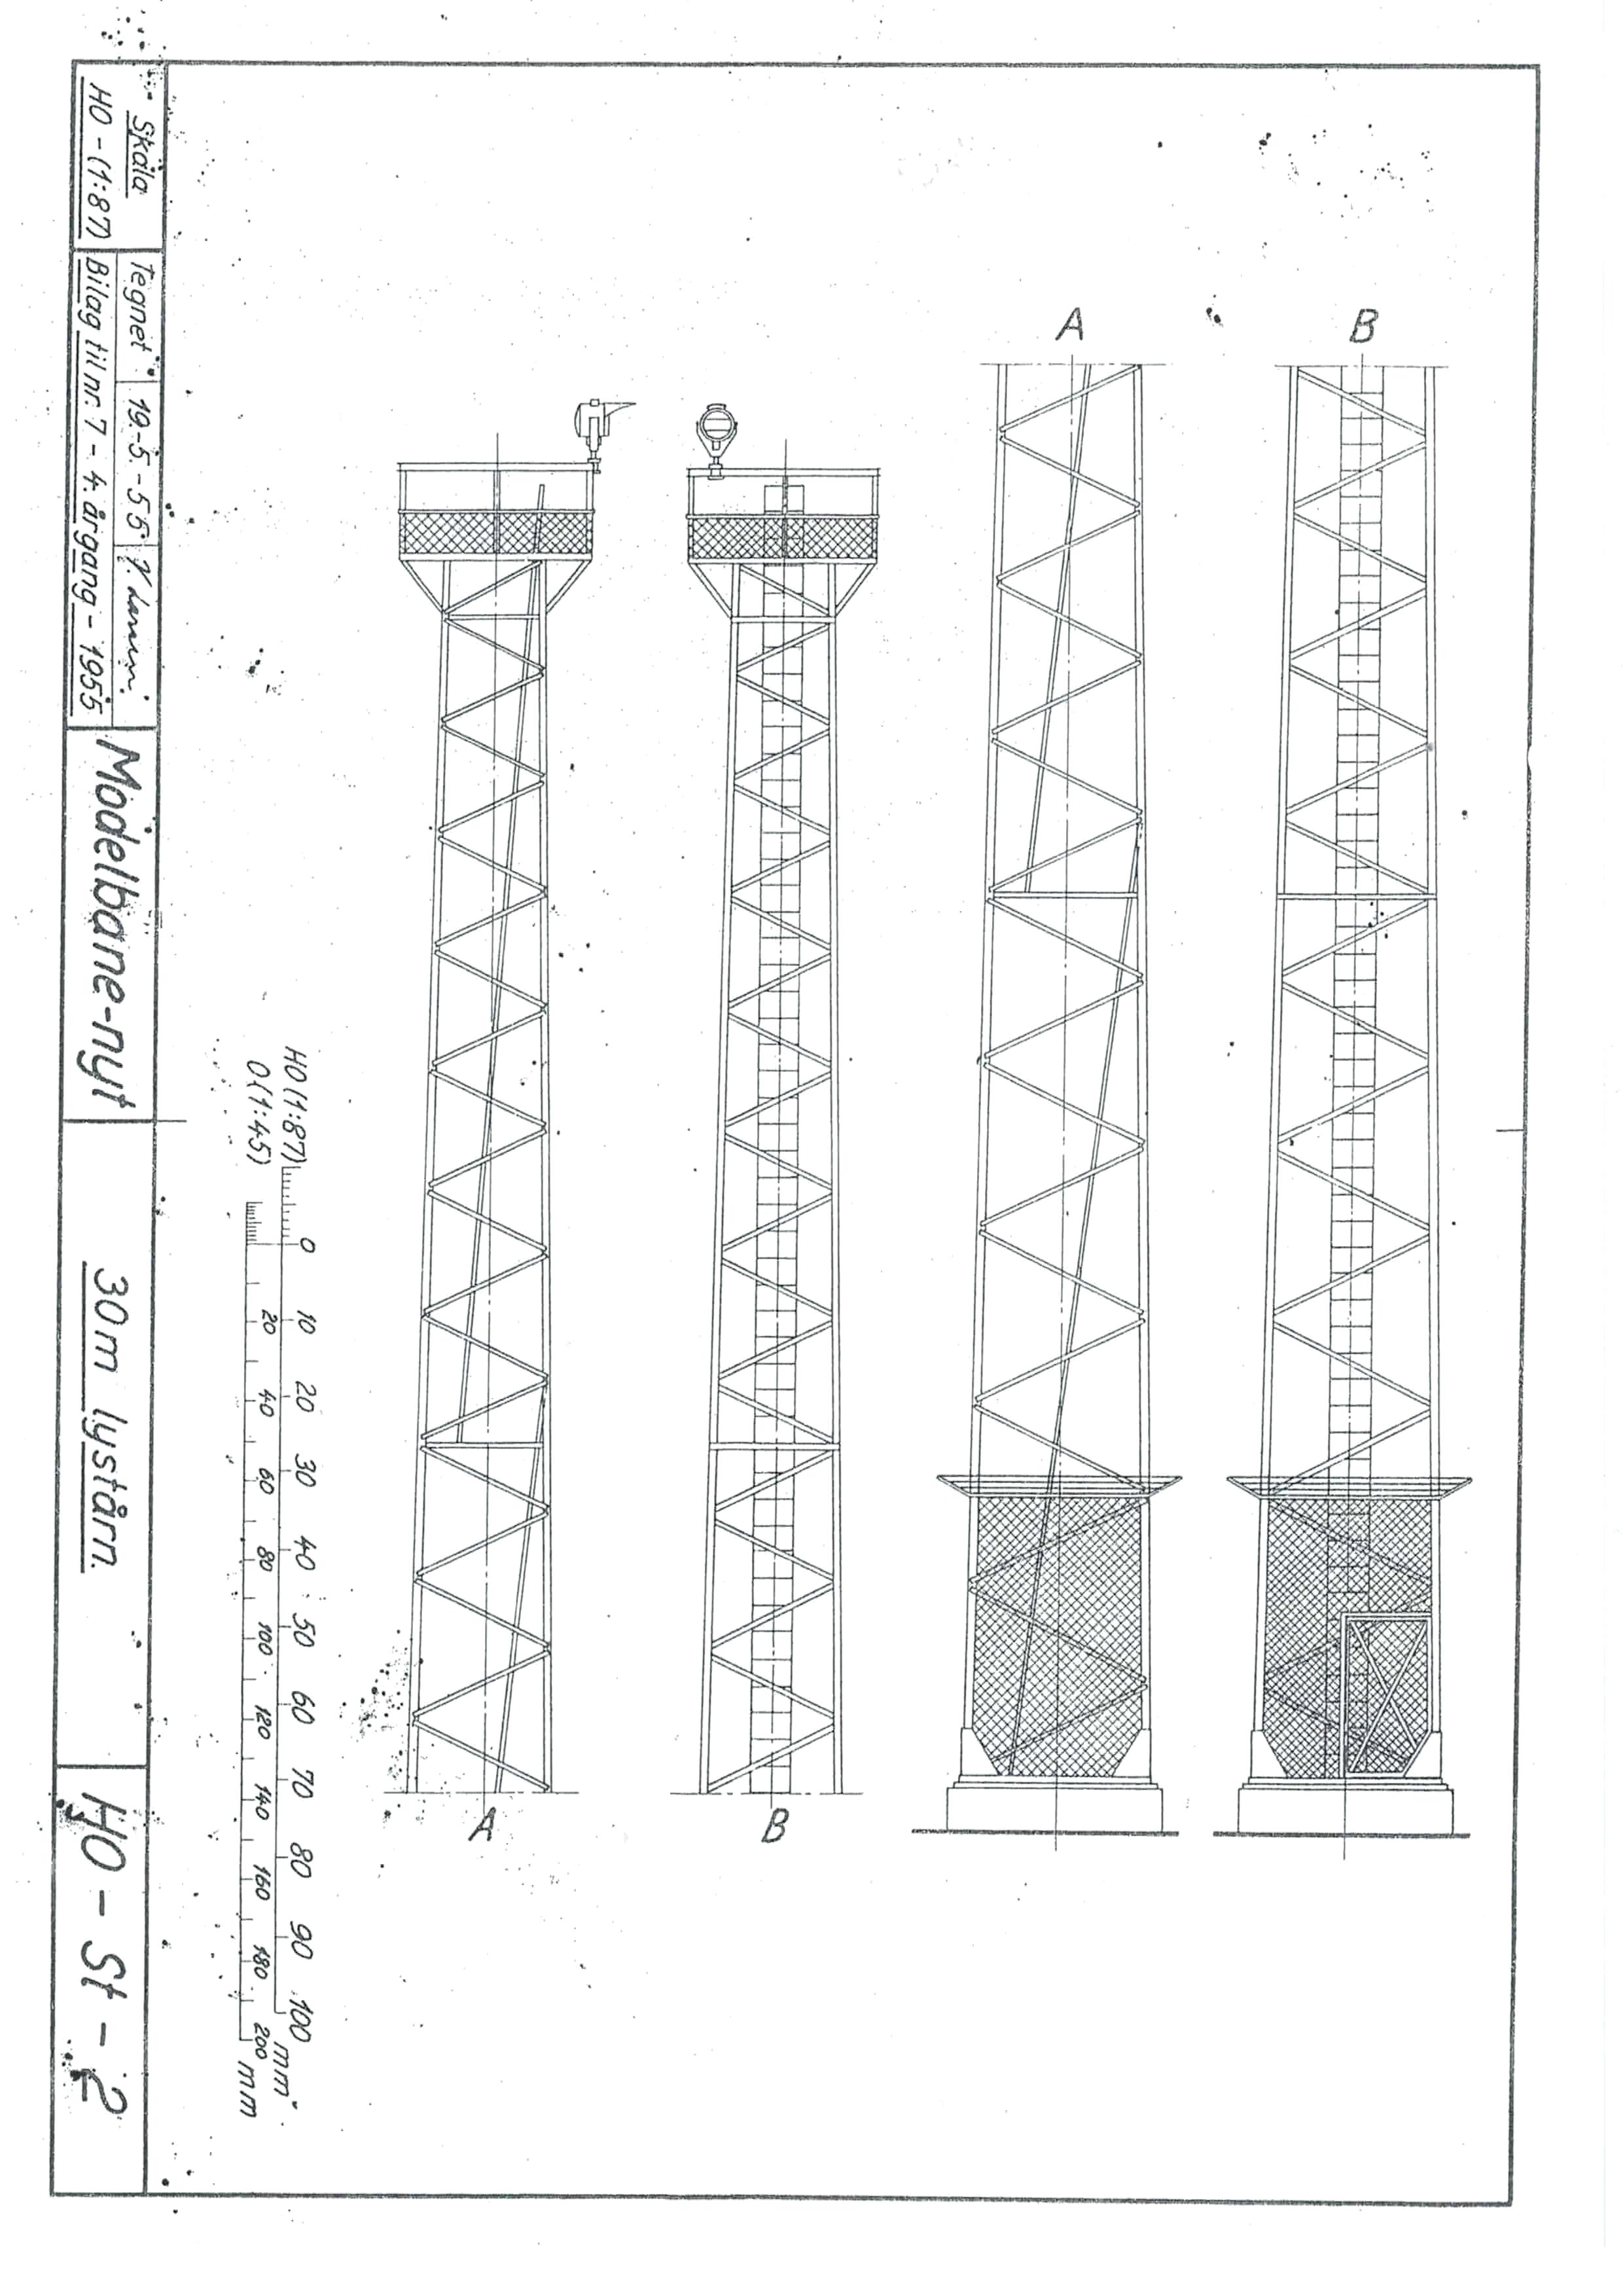 A
B
A
B
HO (1:87)
0 10 20 30 40 50 60 70 80 90 100 mm
O (1:45)
20 40 60 80 100 120 140 160 180 200 mm
Skala
HO - (1:87)
Tegnet 19-5-55
Bilag til nr. 7 - 4. årgang - 1955
Modelbane-nyt
30m lystårn.
HO - St - 2